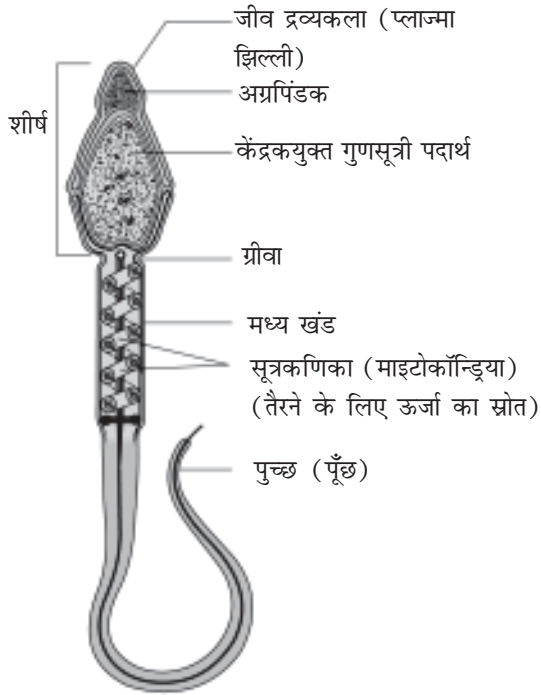 जीव द्रव्यकला (प्लाज्मा
झिल्ली)
अग्रपिंडक
शीर्ष
केंद्रकयुक्त गुणसूत्री पदार्थ
ग्रीवा
मध्य खंड
सूत्रकणिका (माइटोकॉन्ड्रिया)
(तैरने के लिए ऊर्जा का स्रोत)
पुच्छ (पूँछ)